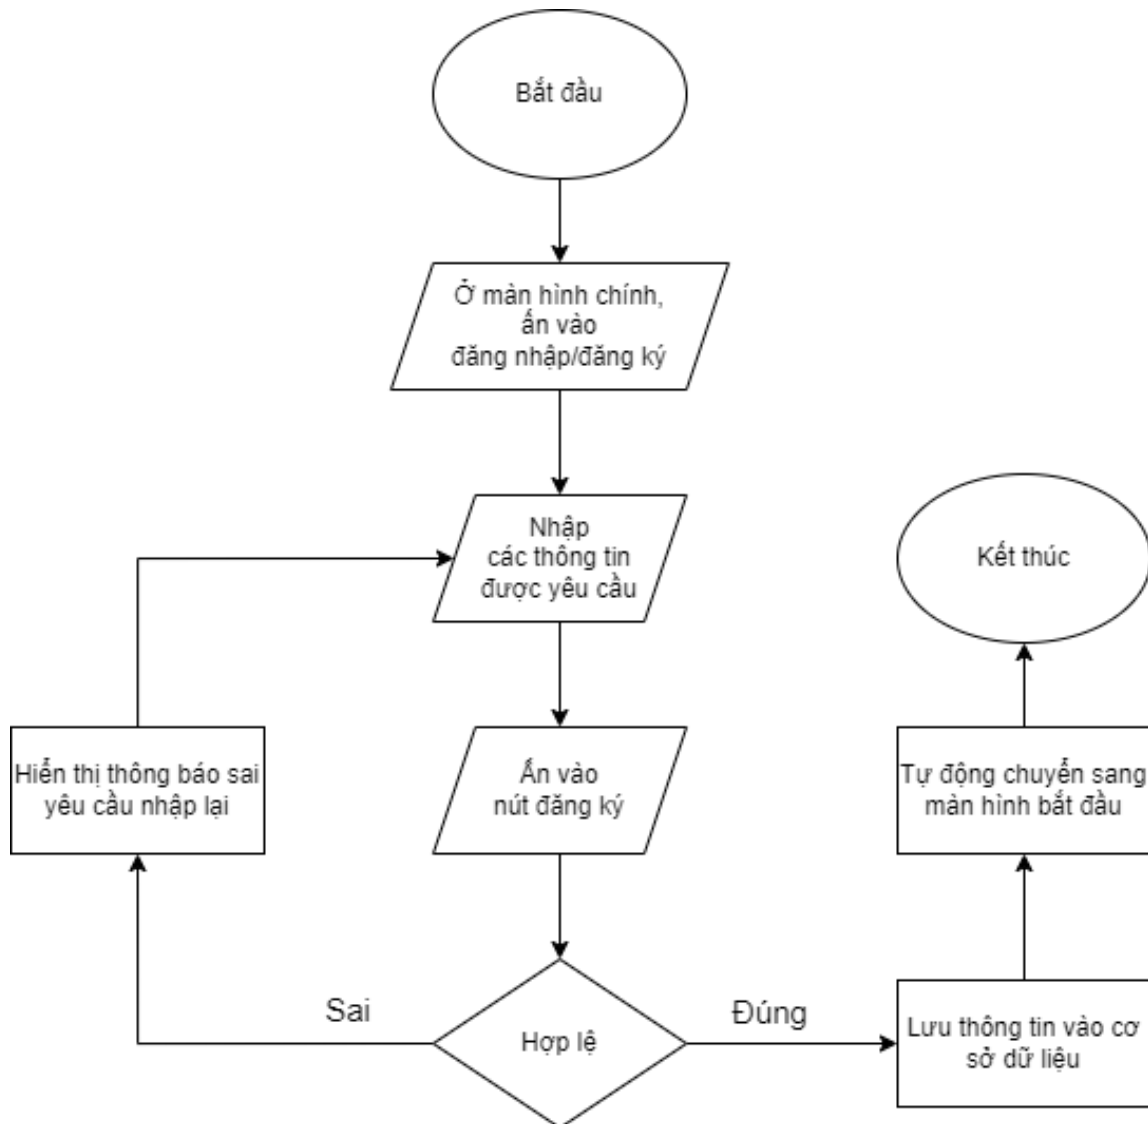 Bắt đầu
Ở màn hình chính,
ấn vào
đăng nhập/đăng ký
Nhập
các thông tin
được yêu cầu
Kết thúc
Hiển thị thông báo sai
yêu cầu nhập lại
Ấn vào
nút đăng ký
Tự động chuyển sang
màn hình bắt đầu
Sai
Hợp lệ
Đúng
Lưu thông tin vào cơ
sở dữ liệu